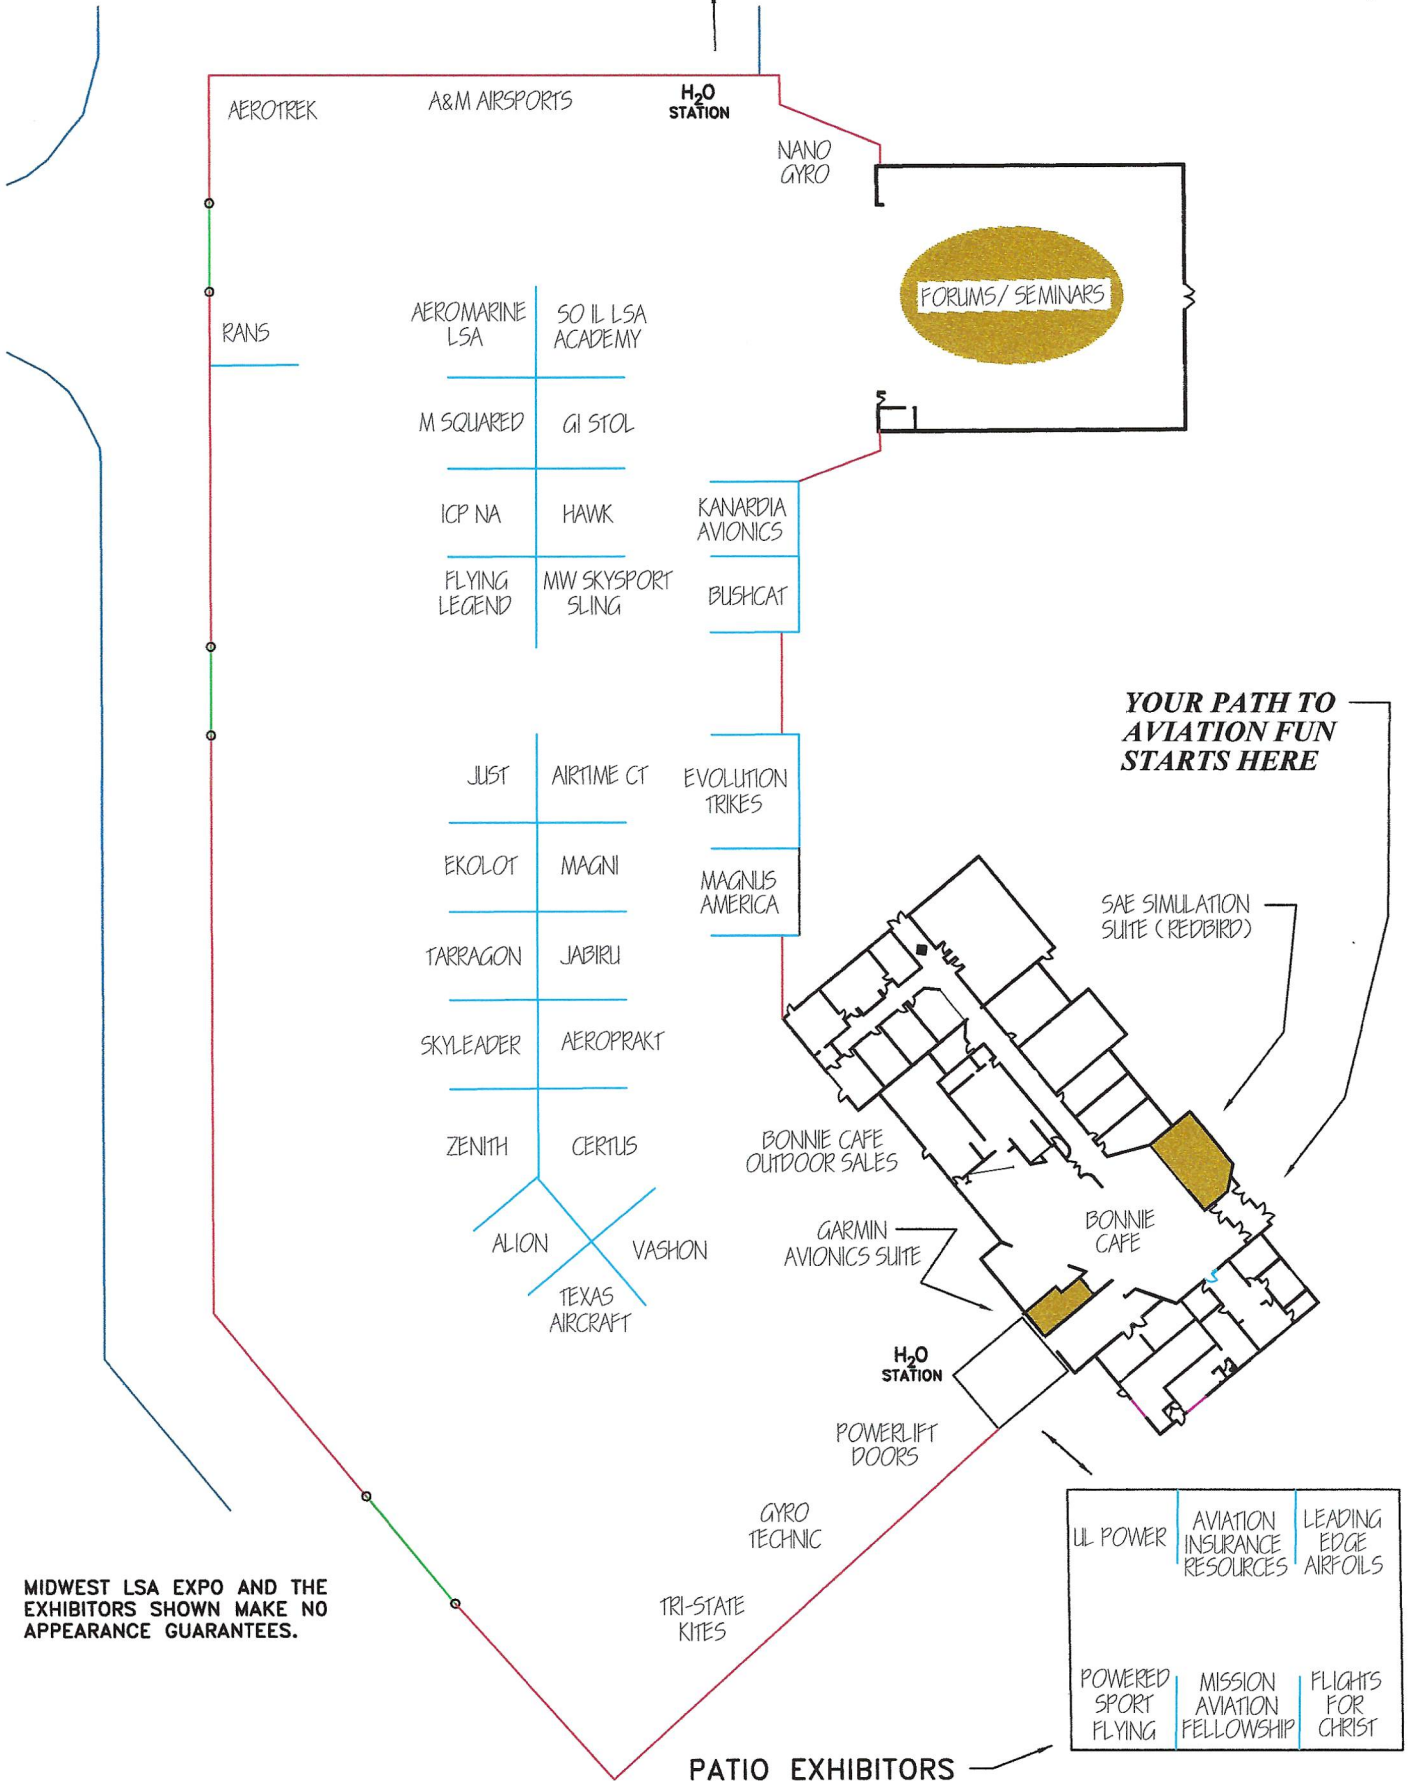 AEROTREK
A&M AIRSPORTS
H2O
STATION
NANO
GYRO
FORUMS/ SEMINARS
RANS
AEROMARINE
LSA
SO IL LSA
ACADEMY
M SQUARED
GI STOL
ICP NA
HAWK
KANARDIA
AVIONICS
FLYING
LEGEND
MW SKYSPORT
SLING
BUSHCAT
YOUR PATH TO
AVIATION FUN
STARTS HERE
JUST
AIRTIME CT
EVOLUTION
TRIKES
EKOLOT
MAGNI
MAGNUS
AMERICA
SAE SIMULATION
SUITE (REDBIRD)
TARRAGON
JABIRU
SKYLEADER
AEROPRAKT
ZENITH
CERTUS
BONNIE CAFE
OUTDOOR SALES
BONNIE
CAFE
GARMIN
AVIONICS SUITE
ALION
VASHON
TEXAS
AIRCRAFT
H2O
STATION
POWERLIFT
DOORS
GYRO
TECHNIC
TRI-STATE
KITES
UL POWER
AVIATION
INSURANCE
RESOURCES
LEADING
EDGE
AIRFOILS
MIDWEST LSA EXPO AND THE
EXHIBITORS SHOWN MAKE NO
APPEARANCE GUARANTEES.
POWERED
SPORT
FLYING
MISSION
AVIATION
FELLOWSHIP
FLIGHTS
FOR
CHRIST
PATIO EXHIBITORS